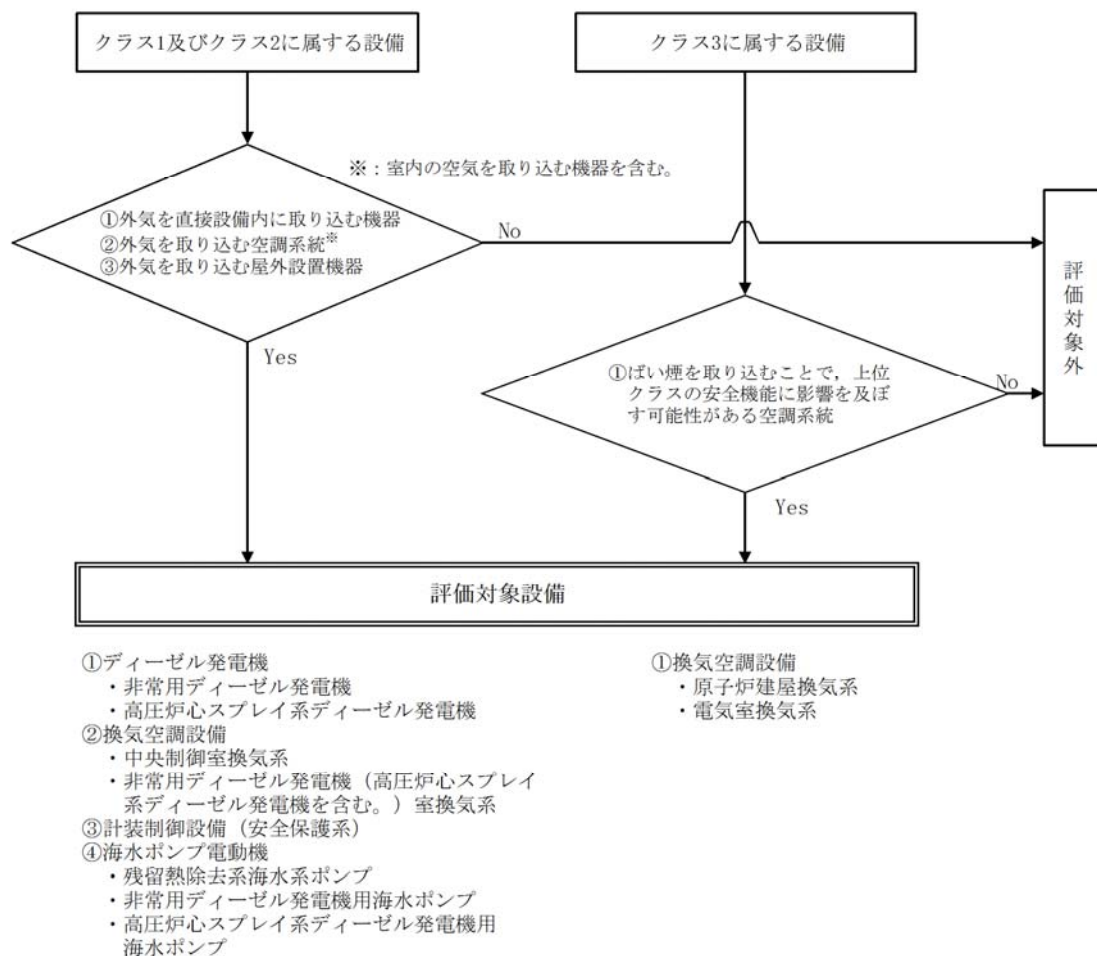 クラス1及びクラス2に属する設備
クラス3に属する設備
※：室内の空気を取り込む機器を含む。
①外気を直接設備内に取り込む機器
②外気を取り込む空調系統※
③外気を取り込む屋外設置機器
No
Yes
①ばい煙を取り込むことで，上位
クラスの安全機能に影響を及ぼ
す可能性がある空調系統
No
Yes
評価対象外
評価対象設備
①ディーゼル発電機
・非常用ディーゼル発電機
・高圧炉心スプレイ系ディーゼル発電機
②換気空調設備
・中央制御室換気系
・非常用ディーゼル発電機（高圧炉心スプレイ
系ディーゼル発電機を含む。）室換気系
③計装制御設備（安全保護系）
④海水ポンプ電動機
・残留熱除去系海水系ポンプ
・非常用ディーゼル発電機用海水ポンプ
・高圧炉心スプレイ系ディーゼル発電機用
海水ポンプ
①換気空調設備
・原子炉建屋換気系
・電気室換気系